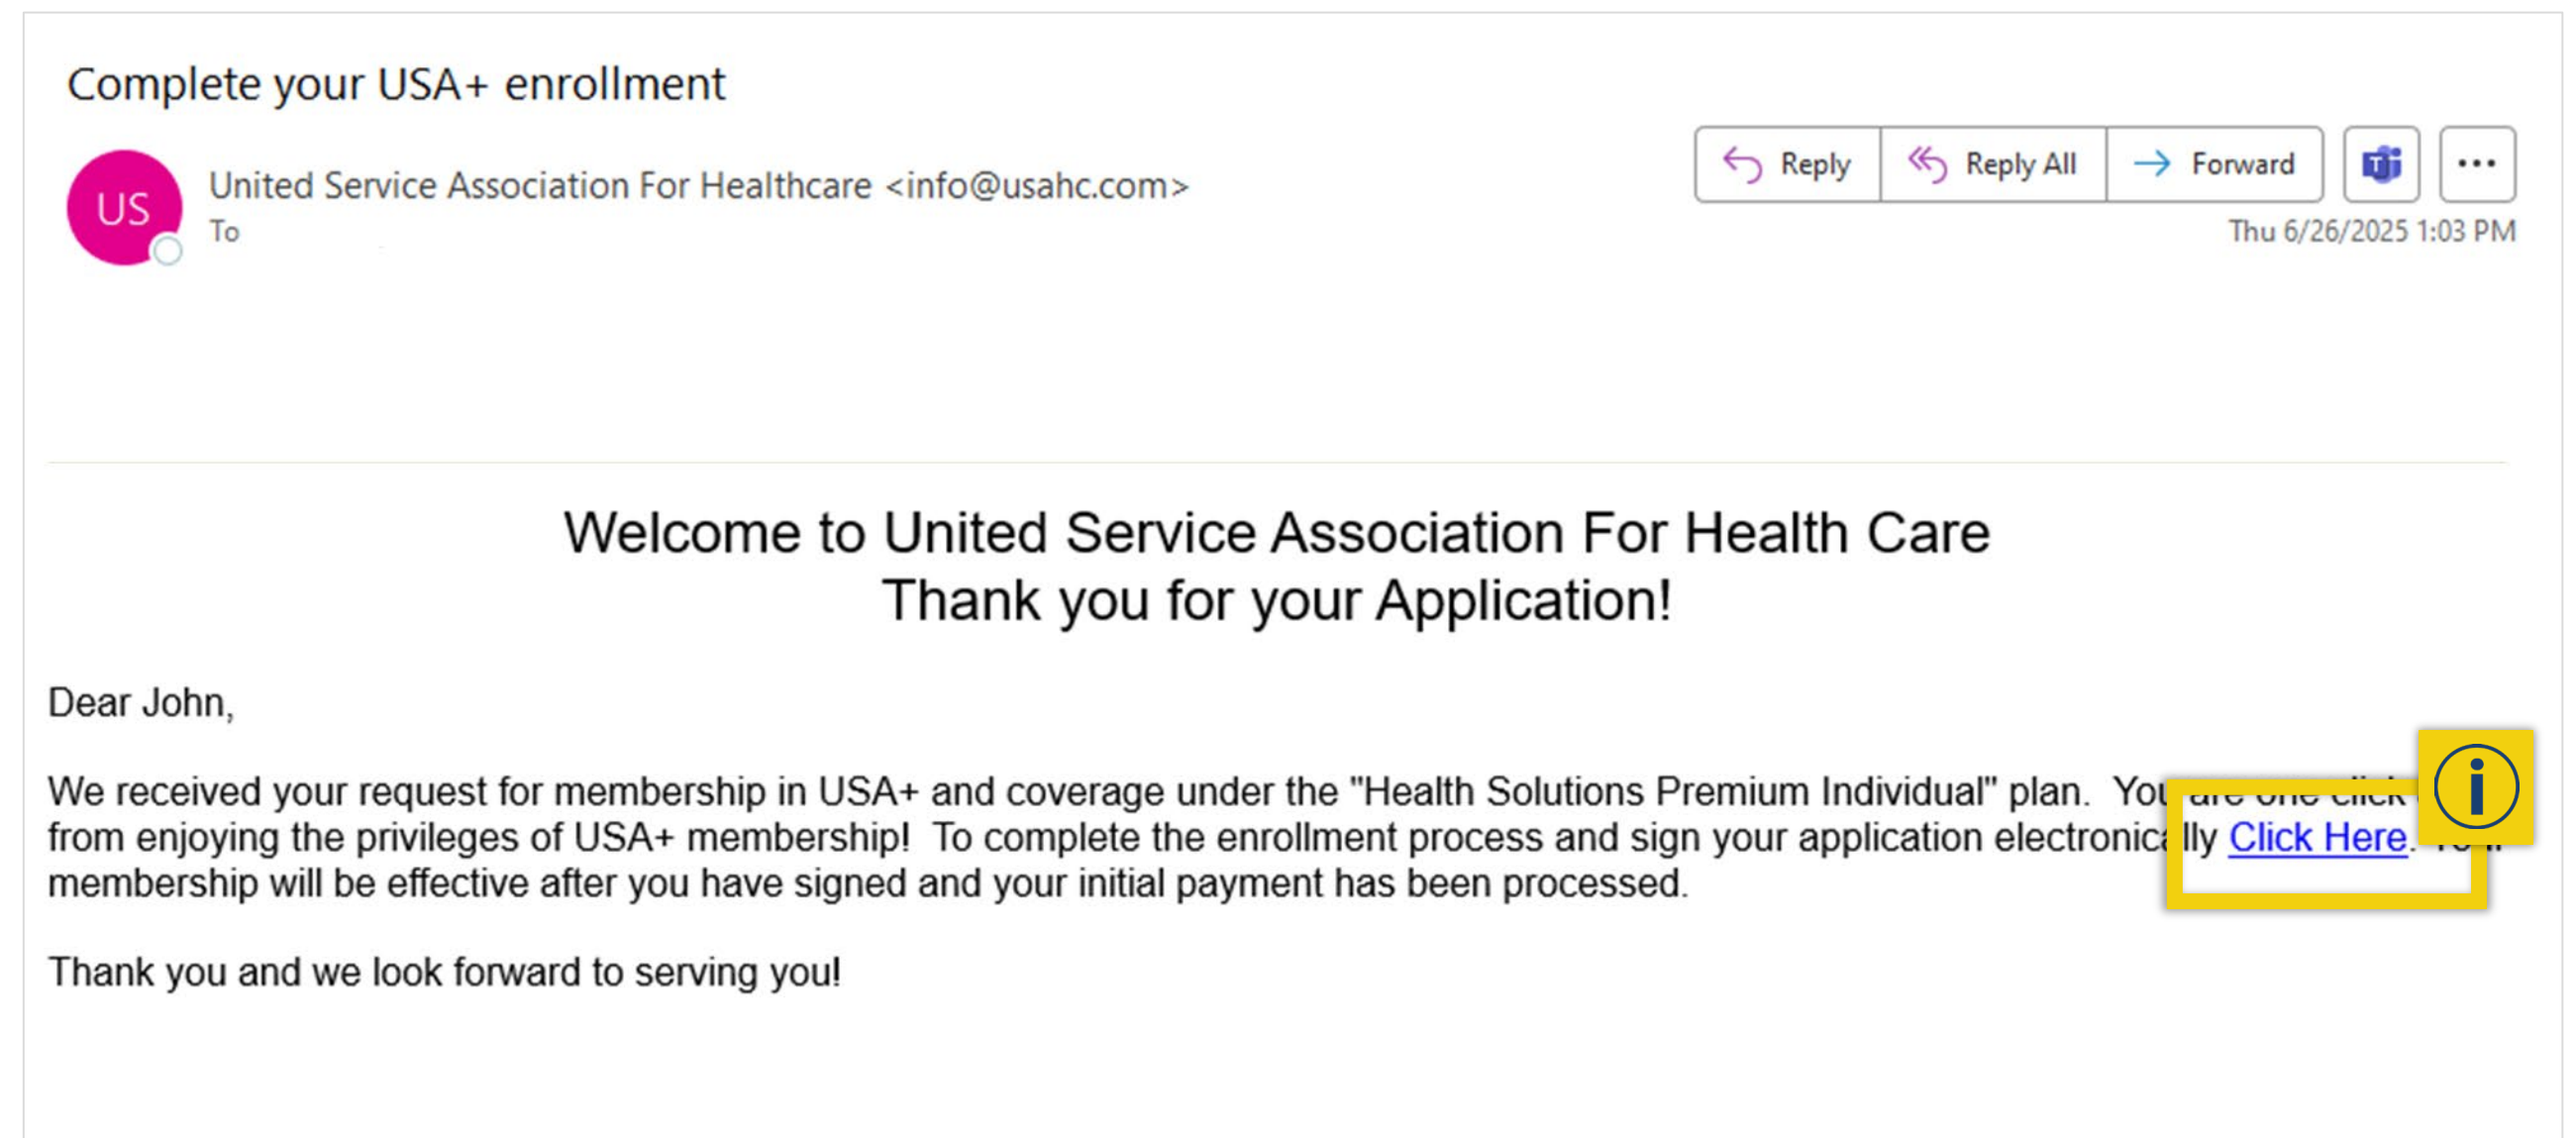 Complete your USA+ enrollment
US
United Service Association For Healthcare <info@usahc.com>
To
Reply
Reply All
Forward
Thu 6/26/2025 1:03 PM
Welcome to United Service Association For Health Care
Thank you for your Application!
Dear John,
We received your request for membership in USA+ and coverage under the "Health Solutions Premium Individual" plan. You are one click
from enjoying the privileges of USA+ membership! To complete the enrollment process and sign your application electronically Click Here.
membership will be effective after you have signed and your initial payment has been processed.
Thank you and we look forward to serving you!